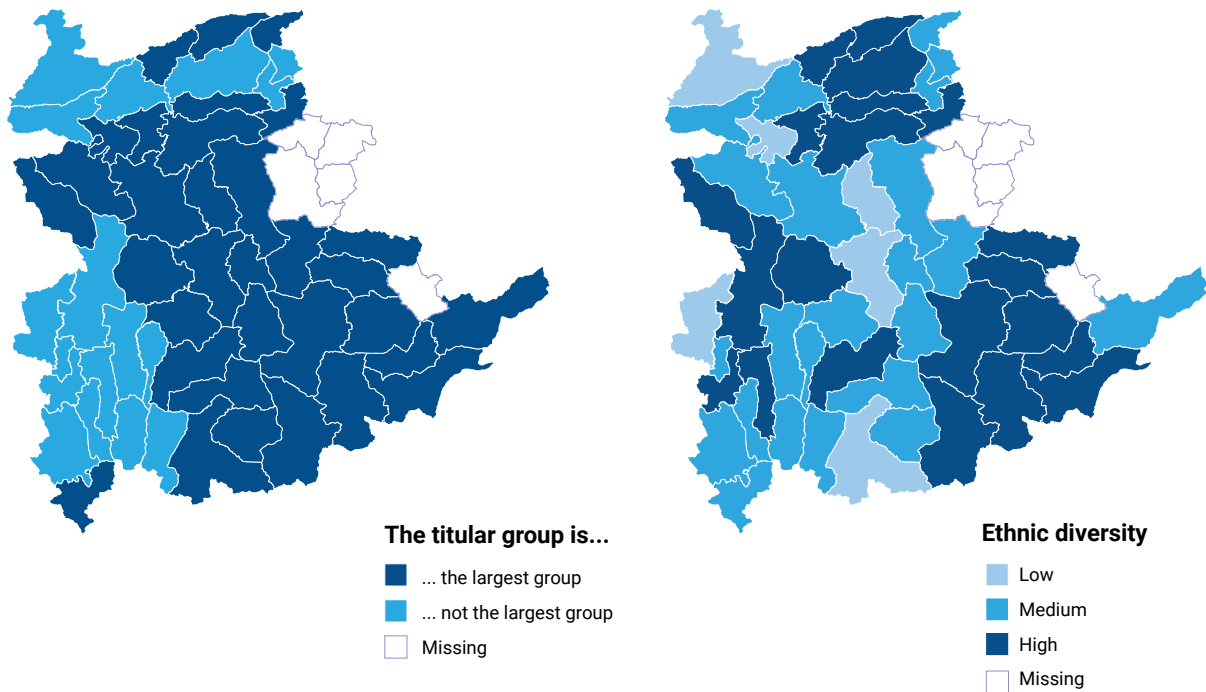 The titular group is...
... the largest group
... not the largest group
Missing
Ethnic diversity
Low
Medium
High
Missing